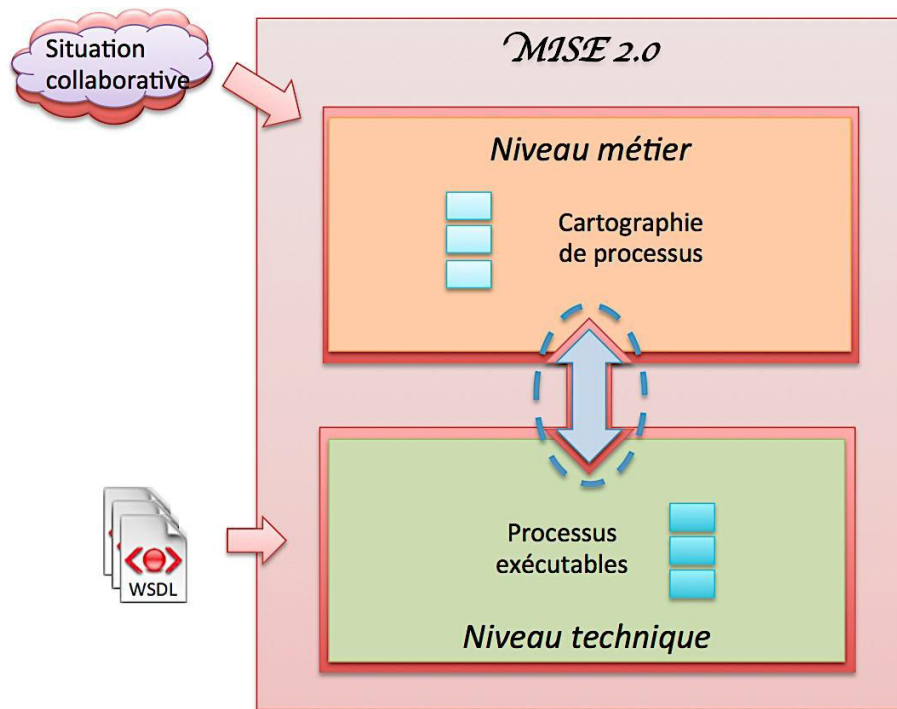 Situation
collaborative
MISE 2.0
Niveau métier
Cartographie
de processus
WSDL
Processus
exécutables
Niveau technique